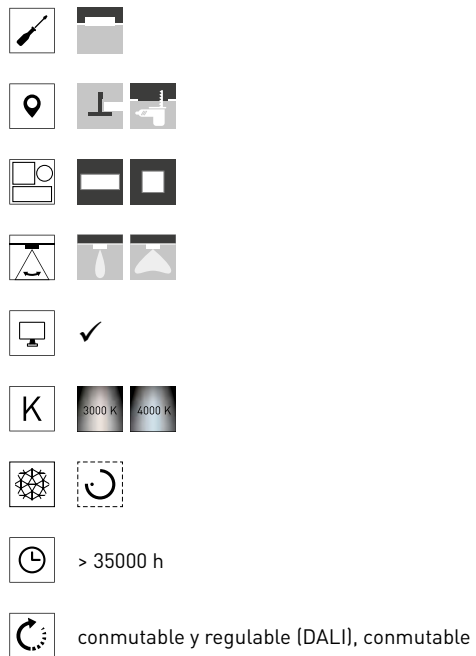 K 3000 K 4000 K
> 35000 h
conmutable y regulable (DALI), conmutable